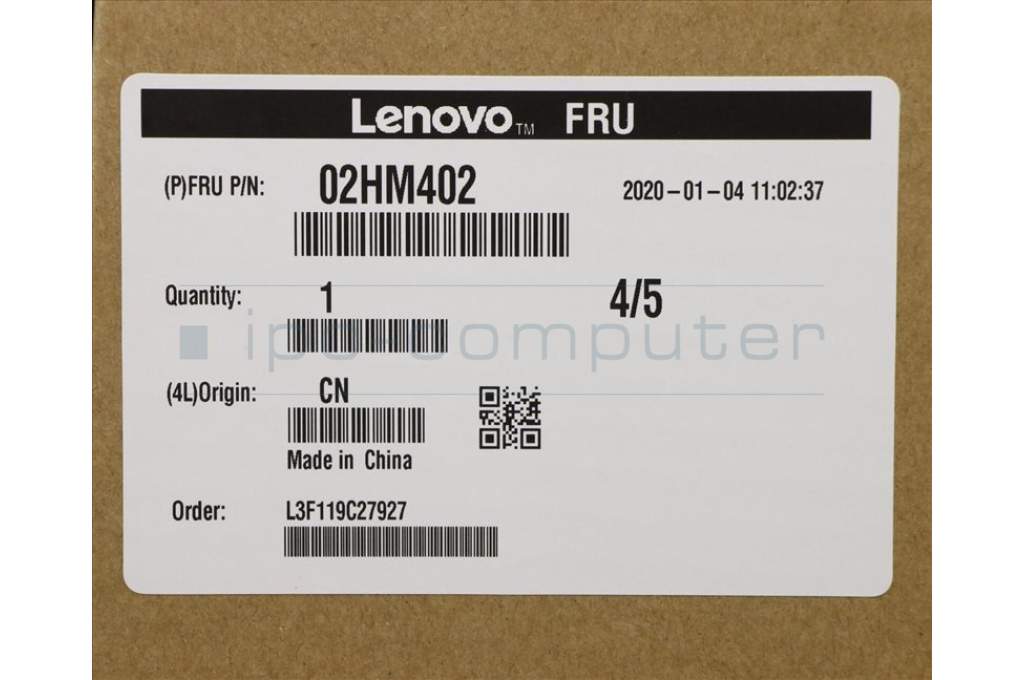 Lenovo™ FRU
(P)FRU P/N: 02HM402 2020-01-04 11:02:37
Quantity: 1 4/5
ipc-computer
(4L)Origin: CN
Made in China
Order: L3F119C27927